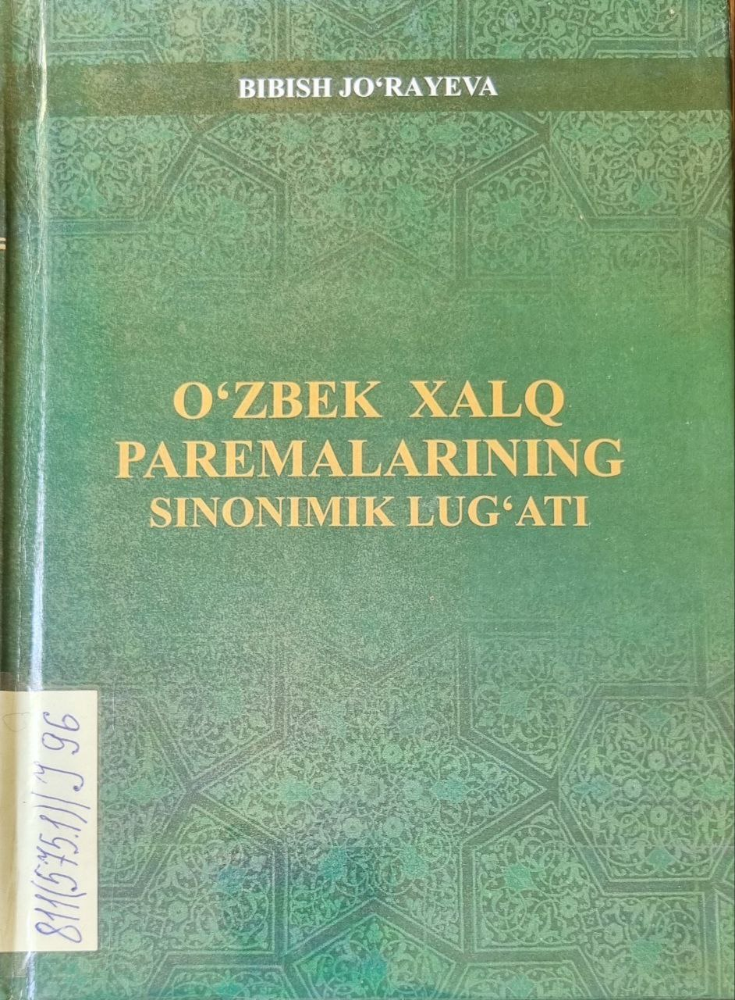 BIBISH JO‘RAYEVA
O‘ZBEK XALQ
PAREMALARINING
SINONIMIK LUG‘ATI
811(575.1)// J 96